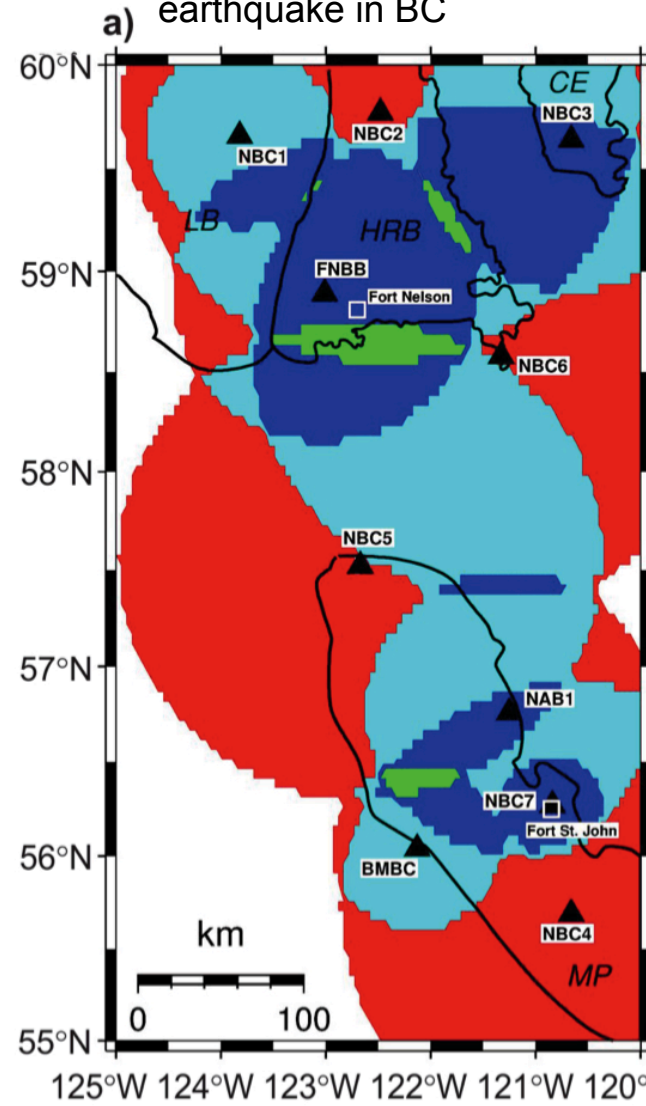 earthquake in BC
a)
60°N
CE
NBC3
NBC2
NBC1
LB
HRB
59°N
FNBB
Fort Nelson
NBC6
58°N
NBC5
57°N
NAB1
NBC7
Fort St. John
56°N
BMBC
km
NBC4
MP
0 100
55°N
125°W 124°W 123°W 122°W 121°W 120°